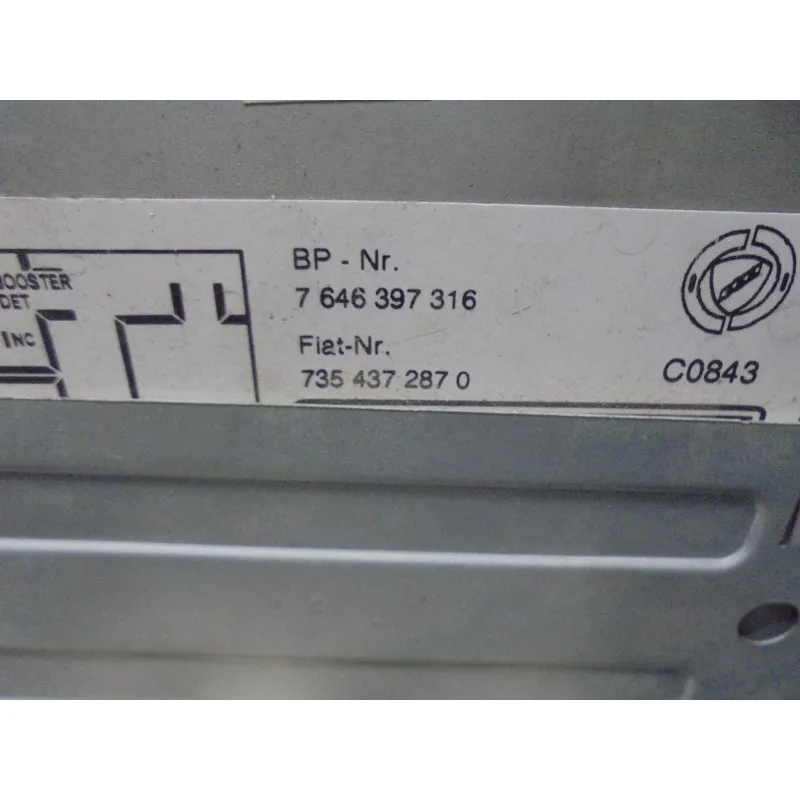 BOOSTER
DET
INC
BP - Nr.
7 646 397 316
Fiat-Nr.
735 437 287 0
C0843